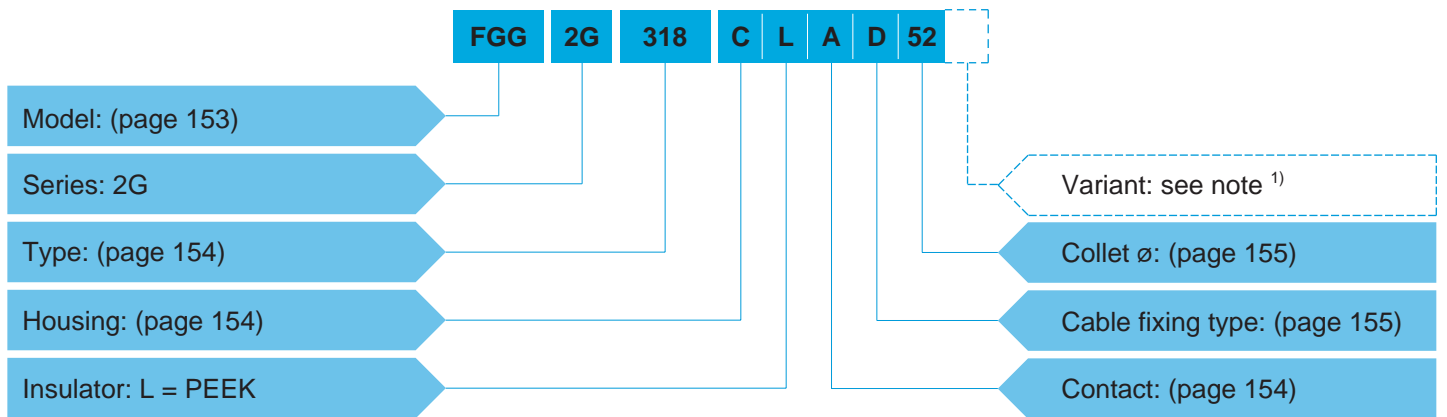 FGG 2G 318 C L A D 52
Model: (page 153)
Series: 2G
Type: (page 154)
Housing: (page 154)
Insulator: L = PEEK
Variant: see note 1)
Collet ø: (page 155)
Cable fixing type: (page 155)
Contact: (page 154)